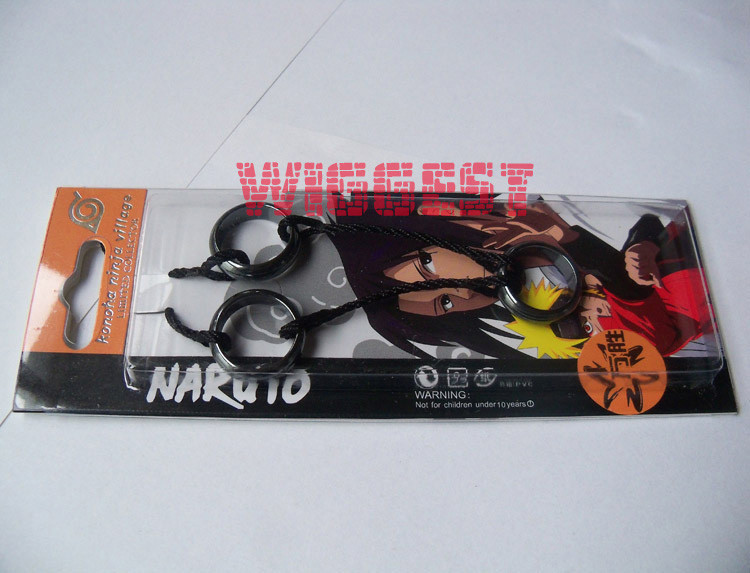 WIGGEST
konoha ninja village
LIMITED COLLECTION
NARUTO
WARNING:
Not for children under 10 years